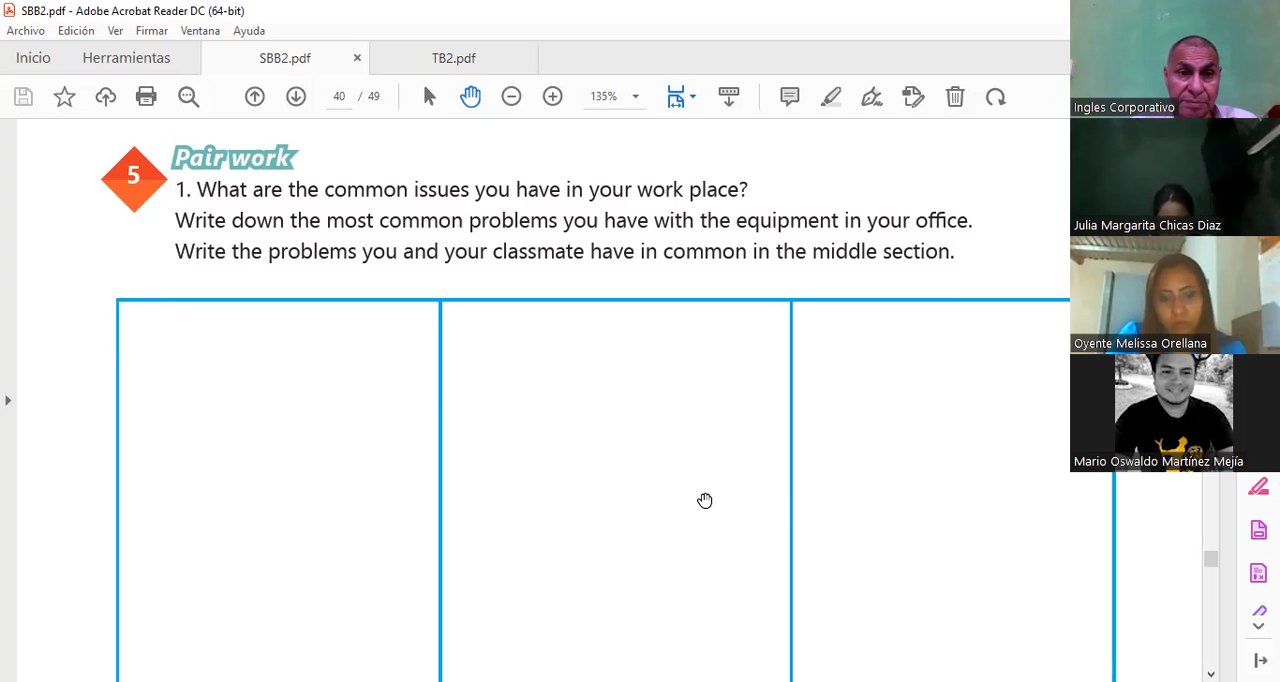 SBB2.pdf - Adobe Acrobat Reader DC (64-bit)
Archivo Edición Ver Firmar Ventana Ayuda
Inicio Herramientas SBB2.pdf TB2.pdf
40 / 49 135%
5 Pair work
1. What are the common issues you have in your work place?
Write down the most common problems you have with the equipment in your office.
Write the problems you and your classmate have in common in the middle section.
Ingles Corporativo
Julia Margarita Chicas Diaz
Oyente Melissa Orellana
Mario Oswaldo Martínez Mejía